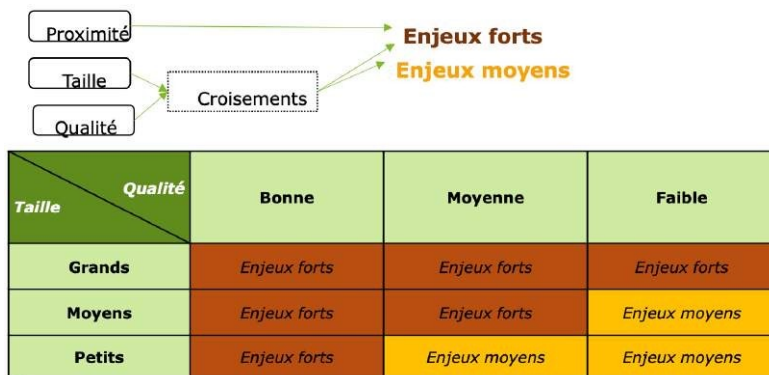 Proximité
Enjeux forts
Taille
Enjeux moyens
Croisements
Qualité
Qualité
Taille
Bonne
Moyenne
Faible
Grands
Enjeux forts
Enjeux forts
Enjeux forts
Moyens
Enjeux forts
Enjeux forts
Enjeux moyens
Petits
Enjeux forts
Enjeux moyens
Enjeux moyens